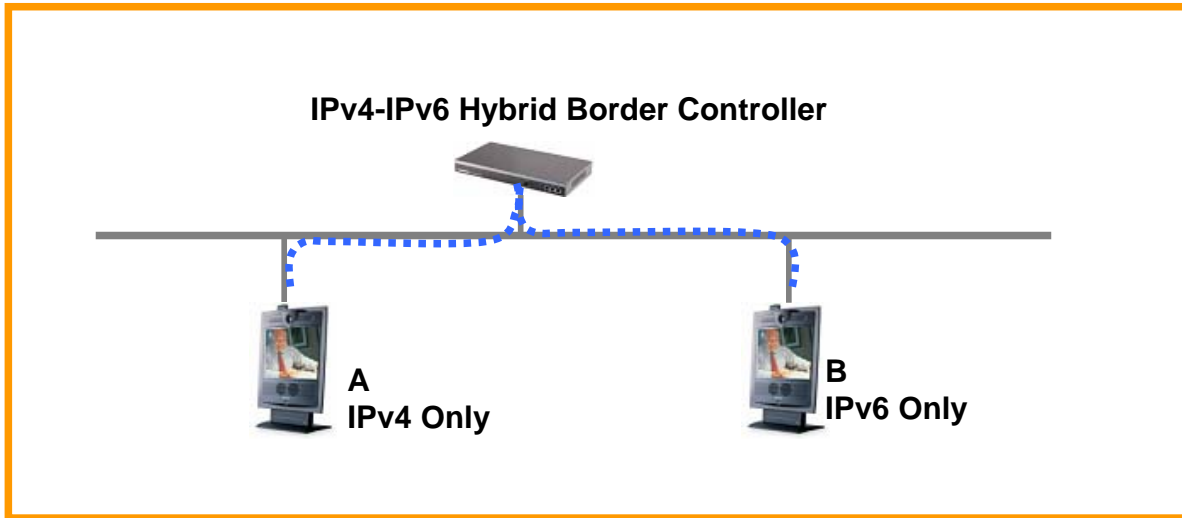 IPv4-IPv6 Hybrid Border Controller
A
IPv4 Only
B
IPv6 Only